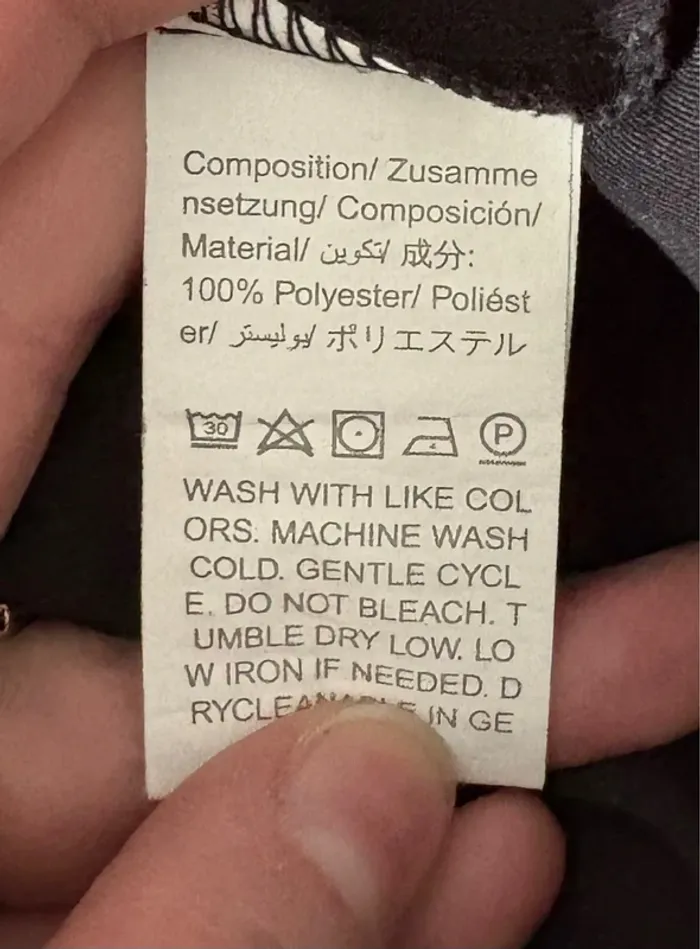 Composition/ Zusamme
nsetzung/ Composición/
Material/ تكوين/ 成分:
100% Polyester/ Poliést
er/ بوليستر/ ポリエステル
30 P
WASH WITH LIKE COL
ORS. MACHINE WASH
COLD. GENTLE CYCL
E. DO NOT BLEACH. T
UMBLE DRY LOW. LO
W IRON IF NEEDED. D
RYCLEANABLE IN GE